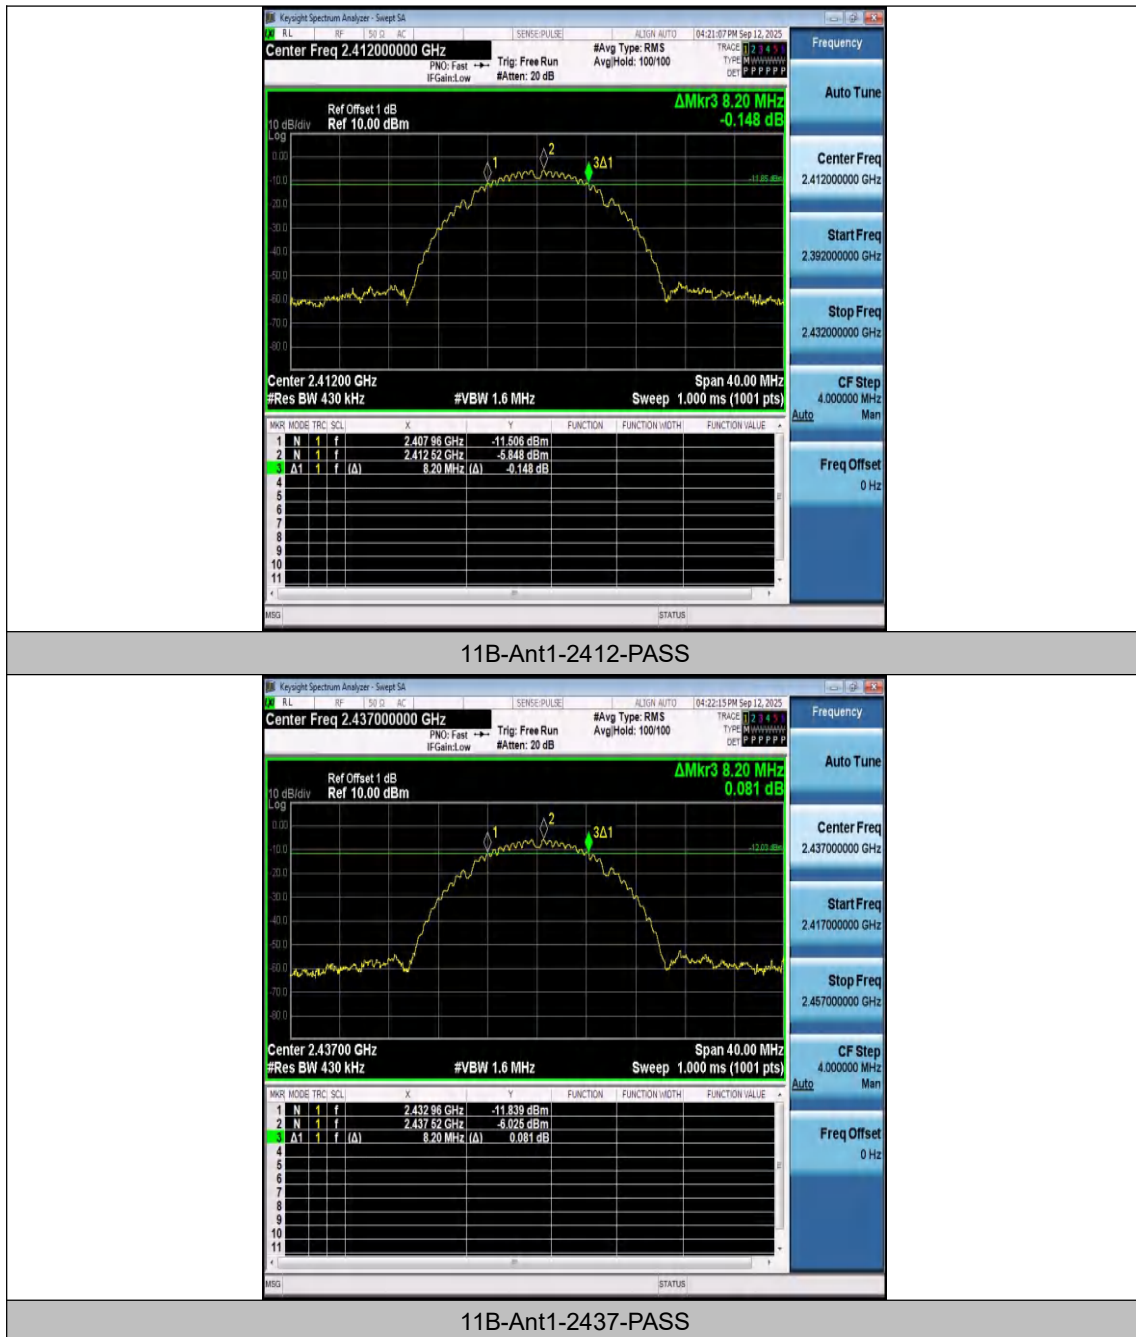 Keysight Spectrum Analyzer - Swept SA
RL RF 50 Ω AC SENSE:PULSE ALIGN AUTO 04:21:07 PM Sep 12, 2025
Center Freq 2.412000000 GHz
PNO: Fast Trig: Free Run
IFGain:Low #Atten: 20 dB
#Avg Type: RMS
Avg|Hold: 100/100
TRACE 1 2 3 4 5 6
TYPE M WWWWW
DET P P P P P P
Frequency
Auto Tune
Center Freq
2.412000000 GHz
Start Freq
2.392000000 GHz
Stop Freq
2.432000000 GHz
CF Step
4.000000 MHz
Auto Man
Freq Offset
0 Hz
ΔMkr3 8.20 MHz
-0.148 dB
Ref Offset 1 dB
10 dB/div Ref 10.00 dBm
Log
0.00
-10.0
-20.0
-30.0
-40.0
-50.0
-60.0
-70.0
-80.0
1
2
3Δ1
-11.85 dBm
Center 2.41200 GHz Span 40.00 MHz
#Res BW 430 kHz #VBW 1.6 MHz Sweep 1.000 ms (1001 pts)
MKR MODE TRC SCL X Y FUNCTION FUNCTION WIDTH FUNCTION VALUE
1 N 1 f 2.407 96 GHz -11.506 dBm
2 N 1 f 2.412 52 GHz -5.848 dBm
3 Δ1 1 f (Δ) 8.20 MHz (Δ) -0.148 dB
4
5
6
7
8
9
10
11
MSG STATUS
11B-Ant1-2412-PASS
Keysight Spectrum Analyzer - Swept SA
RL RF 50 Ω AC SENSE:PULSE ALIGN AUTO 04:22:15 PM Sep 12, 2025
Center Freq 2.437000000 GHz
PNO: Fast Trig: Free Run
IFGain:Low #Atten: 20 dB
#Avg Type: RMS
Avg|Hold: 100/100
TRACE 1 2 3 4 5 6
TYPE M WWWWW
DET P P P P P P
Frequency
Auto Tune
Center Freq
2.437000000 GHz
Start Freq
2.417000000 GHz
Stop Freq
2.457000000 GHz
CF Step
4.000000 MHz
Auto Man
Freq Offset
0 Hz
ΔMkr3 8.20 MHz
0.081 dB
Ref Offset 1 dB
10 dB/div Ref 10.00 dBm
Log
0.00
-10.0
-20.0
-30.0
-40.0
-50.0
-60.0
-70.0
-80.0
1
2
3Δ1
-12.03 dBm
Center 2.43700 GHz Span 40.00 MHz
#Res BW 430 kHz #VBW 1.6 MHz Sweep 1.000 ms (1001 pts)
MKR MODE TRC SCL X Y FUNCTION FUNCTION WIDTH FUNCTION VALUE
1 N 1 f 2.432 96 GHz -11.839 dBm
2 N 1 f 2.437 52 GHz -6.025 dBm
3 Δ1 1 f (Δ) 8.20 MHz (Δ) 0.081 dB
4
5
6
7
8
9
10
11
MSG STATUS
11B-Ant1-2437-PASS